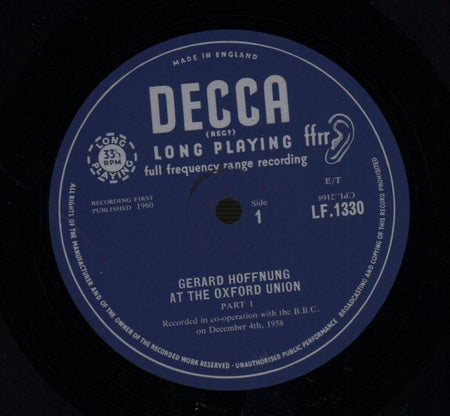 MADE IN ENGLAND
DECCA
(REGᵈ)
LONG PLAYING
ffrr
full frequency range recording
LONG PLAYING
33⅓
RPM
RECORDING FIRST
PUBLISHED 1960
Side
1
T/a
CPL.2168
LF.1330
GERARD HOFFNUNG
AT THE OXFORD UNION
PART 1
Recorded in co-operation with the B.B.C.
on December 4th, 1958
ALL RIGHTS OF THE MANUFACTURER AND OF THE OWNER OF THE RECORDED WORK RESERVED · UNAUTHORISED PUBLIC PERFORMANCE BROADCASTING AND COPYING OF THIS RECORD PROHIBITED